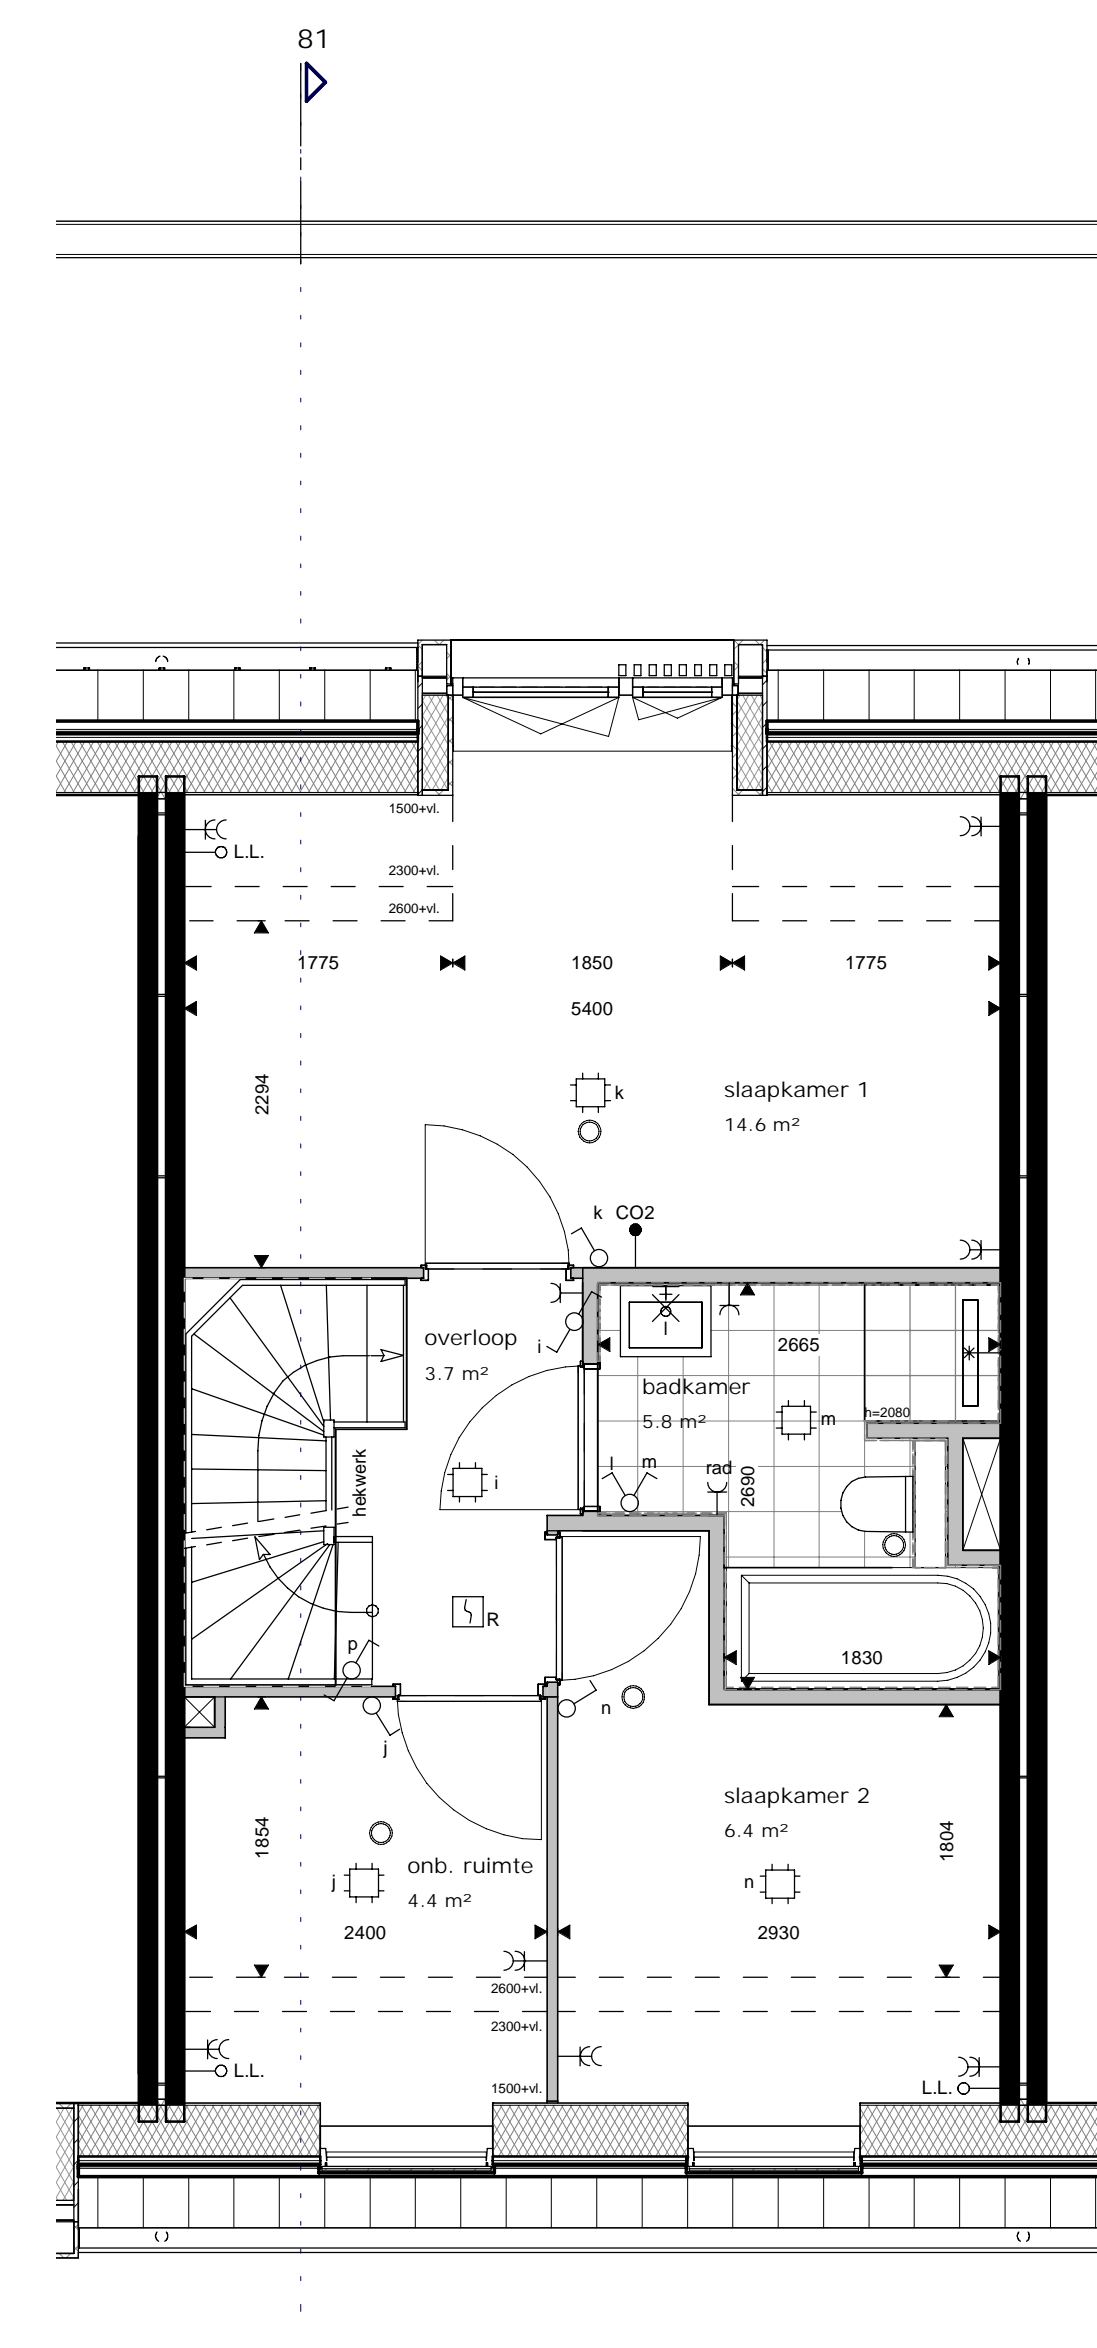 81
1500+vl.
L.L.
2300+vl.
2600+vl.
1775
1850
1775
5400
2294
k
slaapkamer 1
14.6 m²
k
CO2
overloop
3.7 m²
i
l
2665
badkamer
5.8 m²
m
h=2080
hekwerk
i
l
m
rad
2690
R
p
1830
n
j
slaapkamer 2
6.4 m²
1854
1804
onb. ruimte
4.4 m²
j
n
2400
2930
2600+vl.
2300+vl.
L.L.
1500+vl.
L.L.